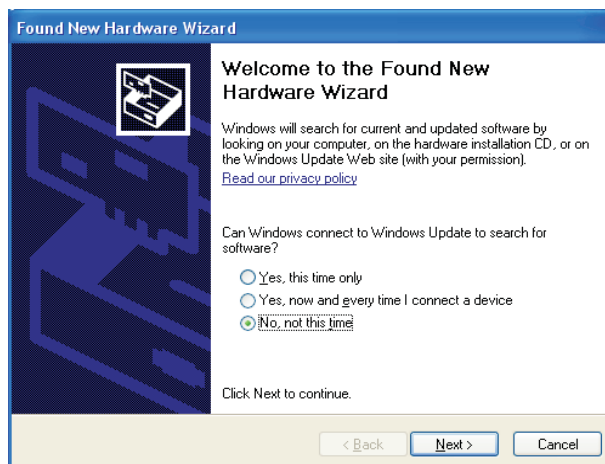 Found New Hardware Wizard
Welcome to the Found New
Hardware Wizard
Windows will search for current and updated software by
looking on your computer, on the hardware installation CD, or on
the Windows Update Web site (with your permission).
Read our privacy policy
Can Windows connect to Windows Update to search for
software?
Yes, this time only
Yes, now and every time I connect a device
No, not this time
Click Next to continue.
< Back
Next >
Cancel